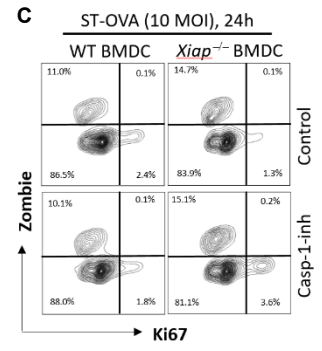 C
ST-OVA (10 MOI), 24h
WT BMDC
Xiap−/− BMDC
11.0%
0.1%
14.7%
0.1%
86.5%
2.4%
83.9%
1.3%
Control
10.1%
0.1%
15.1%
0.2%
88.0%
1.8%
81.1%
3.6%
Casp-1-inh
Zombie
Ki67